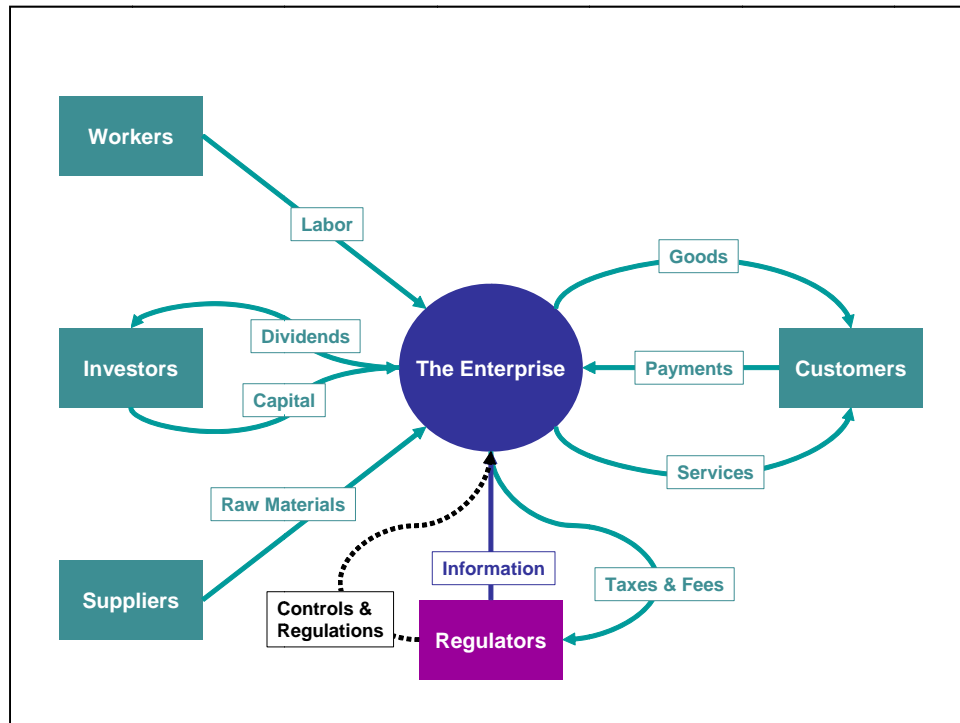 Workers
Labor
Goods
Dividends
Investors
The Enterprise
Payments
Customers
Capital
Services
Raw Materials
Information
Taxes & Fees
Suppliers
Controls &
Regulations
Regulators